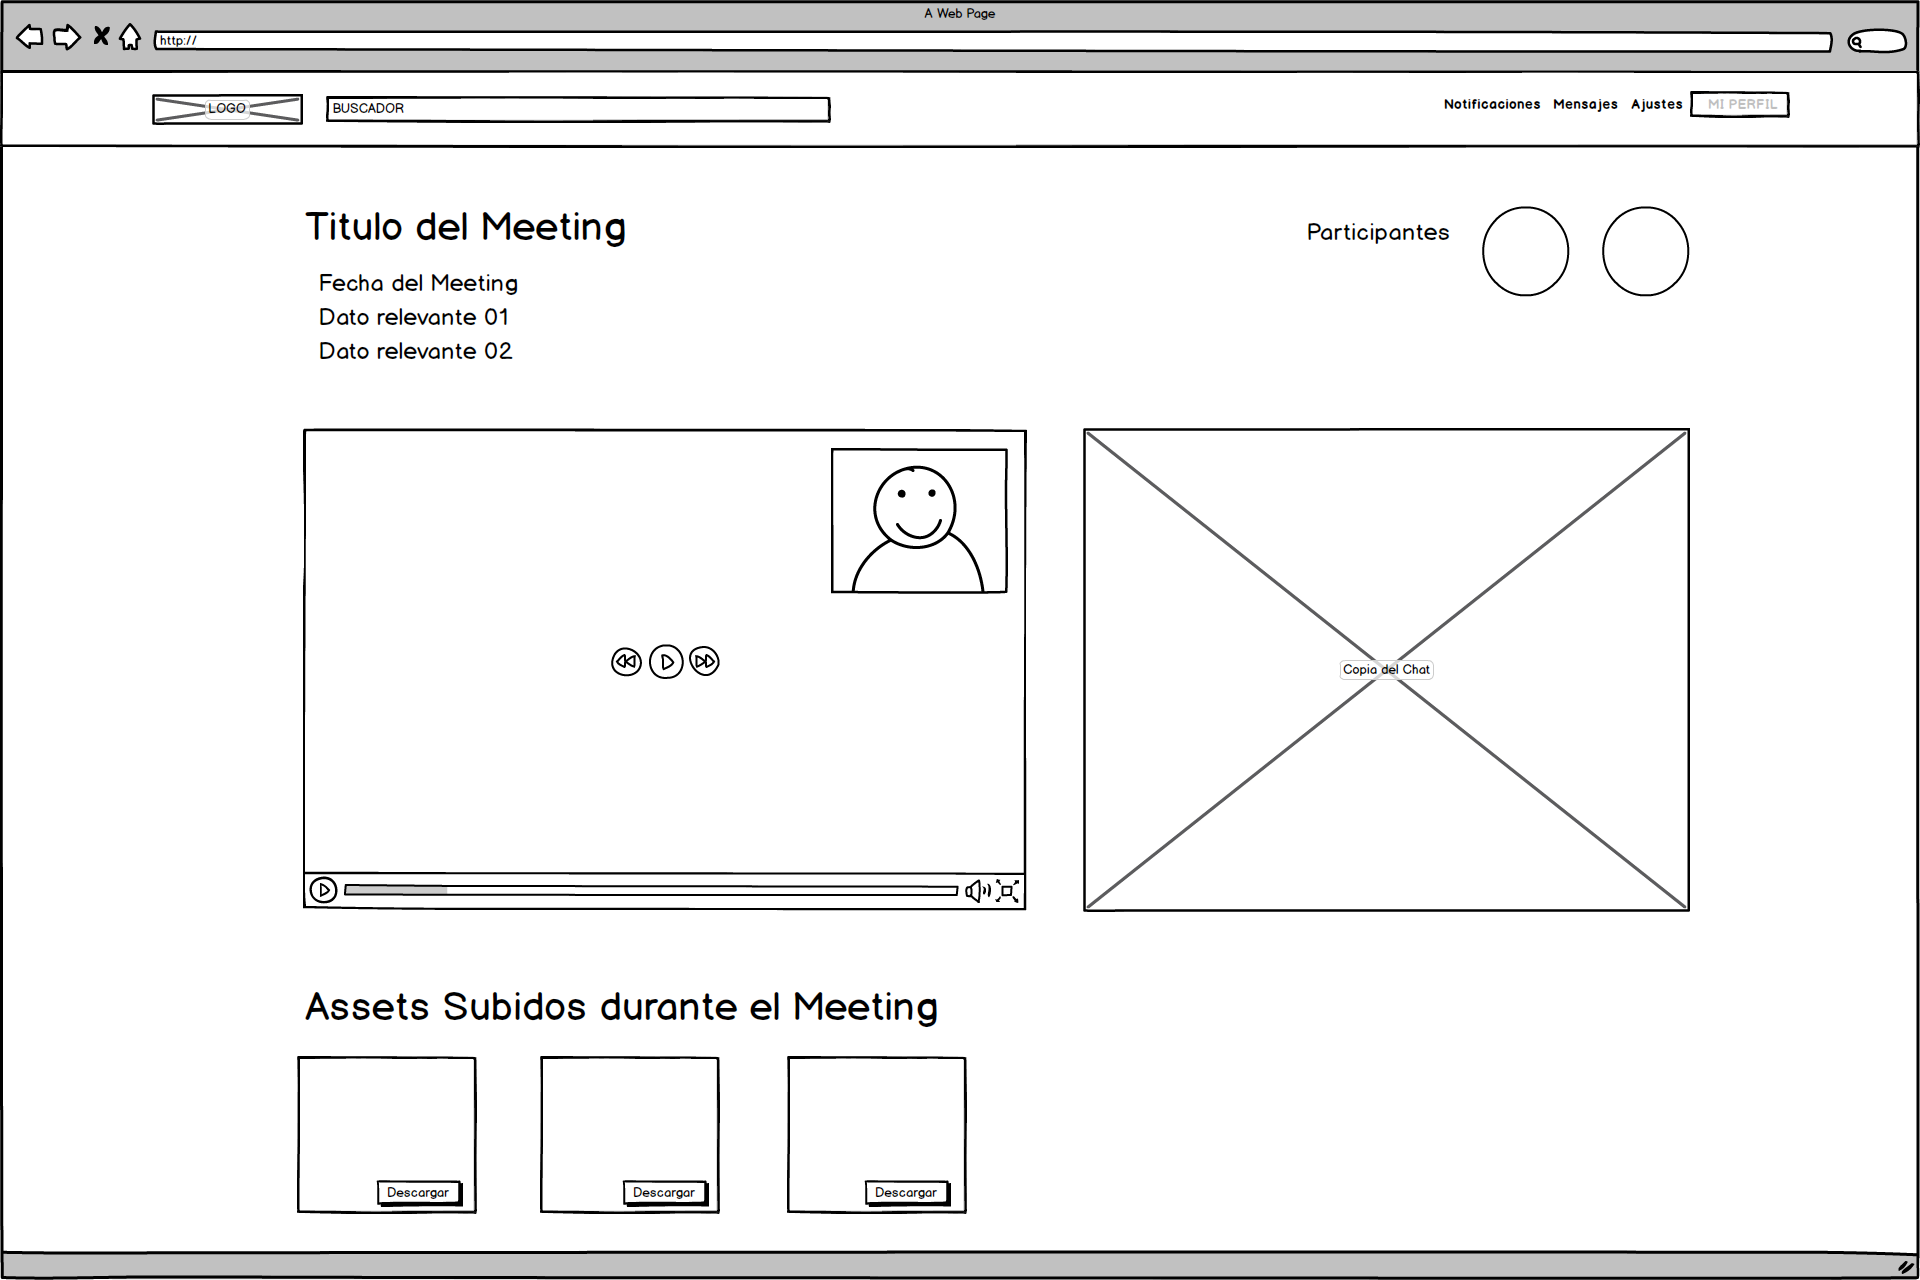 A Web Page
http://
LOGO
BUSCADOR
Notificaciones Mensajes Ajustes MI PERFIL
Titulo del Meeting
Participantes
Fecha del Meeting
Dato relevante 01
Dato relevante 02
Copia del Chat
Assets Subidos durante el Meeting
Descargar
Descargar
Descargar